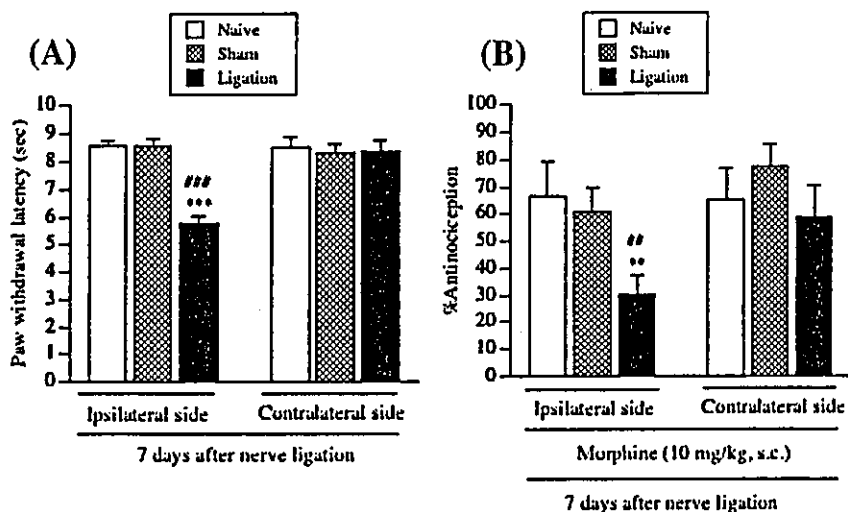 (A)
Naive
Sham
Ligation
Paw withdrawal latency (sec)
10
9
8
7
6
5
4
3
2
1
0
###
***
Ipsilateral side
Contralateral side
7 days after nerve ligation
(B)
Naive
Sham
Ligation
%Antinociception
100
90
80
70
60
50
40
30
20
10
0
##
**
Ipsilateral side
Contralateral side
Morphine (10 mg/kg, s.c.)
7 days after nerve ligation